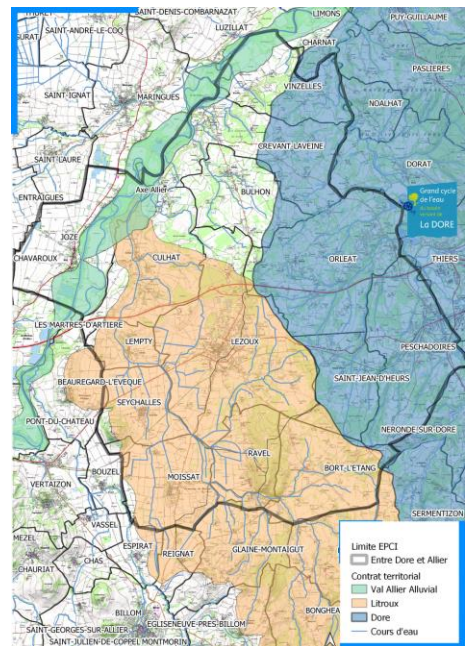 SAINT-DENIS-COMBARNAZAT
LIMONS
SAINT-ANDRE-LE-COQ
LUZILLAT
PUY-GUILLAUME
CHARNAT
PASLIERES
SAINT-IGNAT
MARINGUES
VINZELLES
NOALHAT
CREVANT-LAVEINE
SAINT-LAURE
DORAT
Axe Allier
ENTRAIGUES
BULHON
Grand cycle
de l'eau
La DORE
JOZE
CHAVAROUX
CULHAT
ORLEAT
THIERS
LES MARTRES-D'ARTIERE
LEMPTY
LEZOUX
PESCHADOIRES
BEAUREGARD-L'EVEQUE
SAINT-JEAN-D'HEURS
SEYCHALLES
PONT-DU-CHATEAU
NERONDE-SUR-DORE
RAVEL
VERTAIZON
BOUZEL
MOISSAT
BORT-L'ETANG
VASSEL
SERMENTIZON
MEZEL
ESPIRAT
CHAURIAT
CHAS
REIGNAT
GLAINE-MONTAIGUT
BILLOM
BONGHEA
SAINT-GEORGES-SUR-ALLIER
EGLISENEUVE-PRES-BILLOM
SAINT-JULIEN-DE-COPPEL
MONTMORIN
Limite EPCI
Entre Dore et Allier
Contrat territorial
Val Allier Alluvial
Litroux
Dore
Cours d'eau